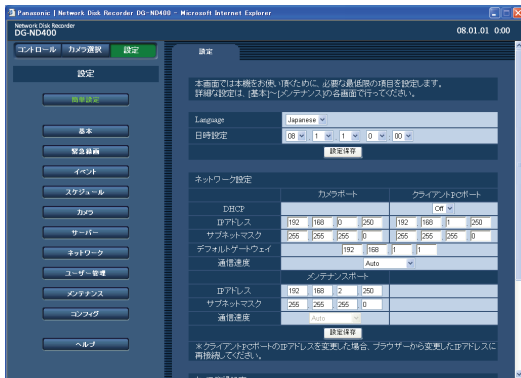 Panasonic | Network Disk Recorder DG-ND400 - Microsoft Internet Explorer
Network Disk Recorder
DG-ND400
08.01.01 0:00
コントロール カメラ選択 設定
設定
設定
簡単設定
基本
緊急録画
イベント
スケジュール
カメラ
サーバー
ネットワーク
ユーザー管理
メンテナンス
コンフィグ
ヘルプ
本画面では本機をお使い頂くために、必要な最低限の項目を設定します。
詳細な設定は、[基本]~[メンテナンス]の各画面で行ってください。
Language Japanese
日時設定 08 . 1 . 1 0 : 00
設定保存
ネットワーク設定
カメラポート クライアントPCポート
DHCP Off
IPアドレス 192 168 0 250 192 168 1 250
サブネットマスク 255 255 255 0 255 255 255 0
デフォルトゲートウェイ 192 168 1 1
通信速度 Auto
メンテナンスポート
IPアドレス 192 168 2 250
サブネットマスク 255 255 255 0
通信速度 Auto
設定保存
※クライアントPCポートのIPアドレスを変更した場合、ブラウザーから変更したIPアドレスに
再接続してください。